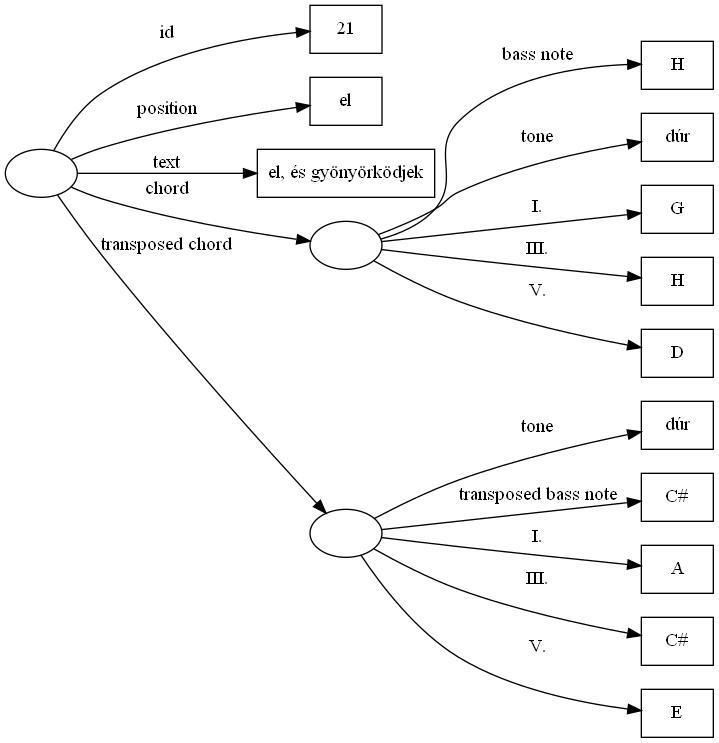 id
21
position
el
text
el, és gyönyörködjek
chord
transposed chord
bass note
H
tone
dúr
I.
G
III.
H
V.
D
tone
dúr
transposed bass note
C#
I.
A
III.
C#
V.
E